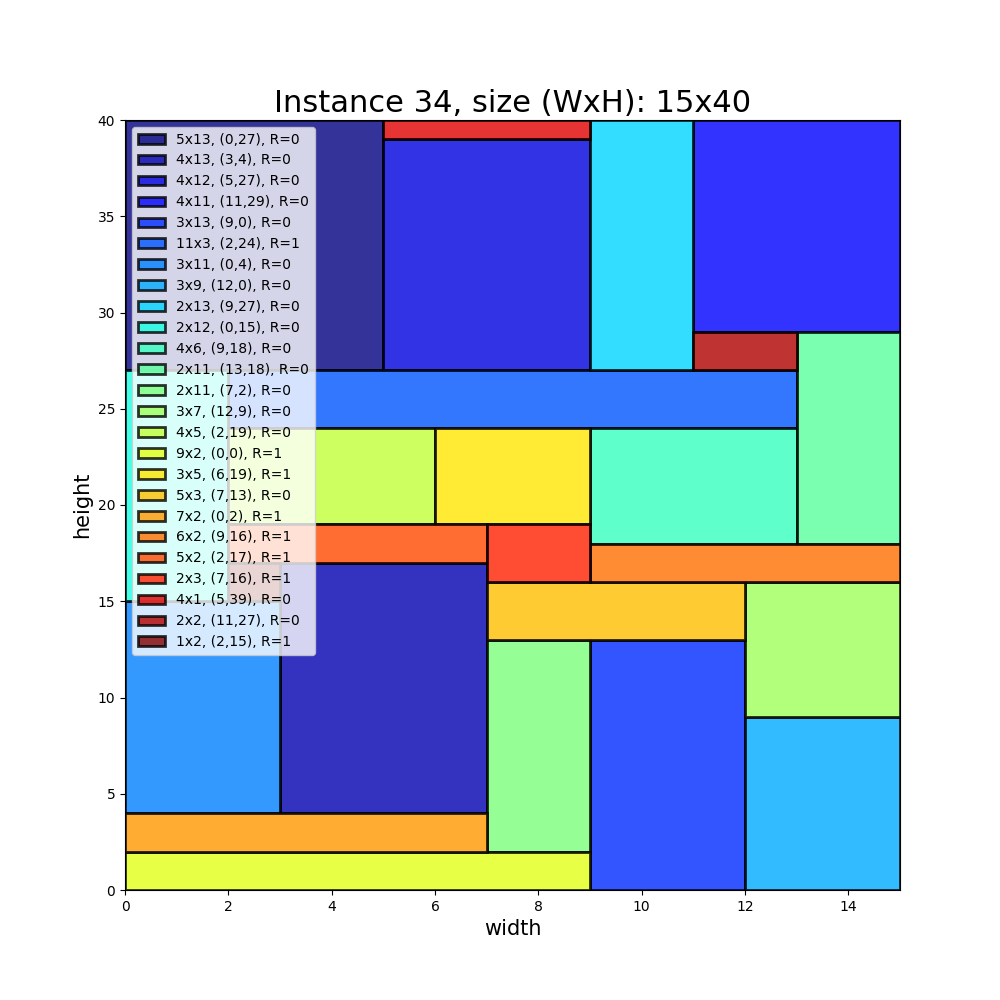 Instance 34, size (WxH): 15x40
40
35
30
25
20
15
10
5
0
height
5x13, (0,27), R=0
4x13, (3,4), R=0
4x12, (5,27), R=0
4x11, (11,29), R=0
3x13, (9,0), R=0
11x3, (2,24), R=1
3x11, (0,4), R=0
3x9, (12,0), R=0
2x13, (9,27), R=0
2x12, (0,15), R=0
4x6, (9,18), R=0
2x11, (13,18), R=0
2x11, (7,2), R=0
3x7, (12,9), R=0
4x5, (2,19), R=0
9x2, (0,0), R=1
3x5, (6,19), R=1
5x3, (7,13), R=0
7x2, (0,2), R=1
6x2, (9,16), R=1
5x2, (2,17), R=1
2x3, (7,16), R=1
4x1, (5,39), R=0
2x2, (11,27), R=0
1x2, (2,15), R=1
0 2 4 6 8 10 12 14
width